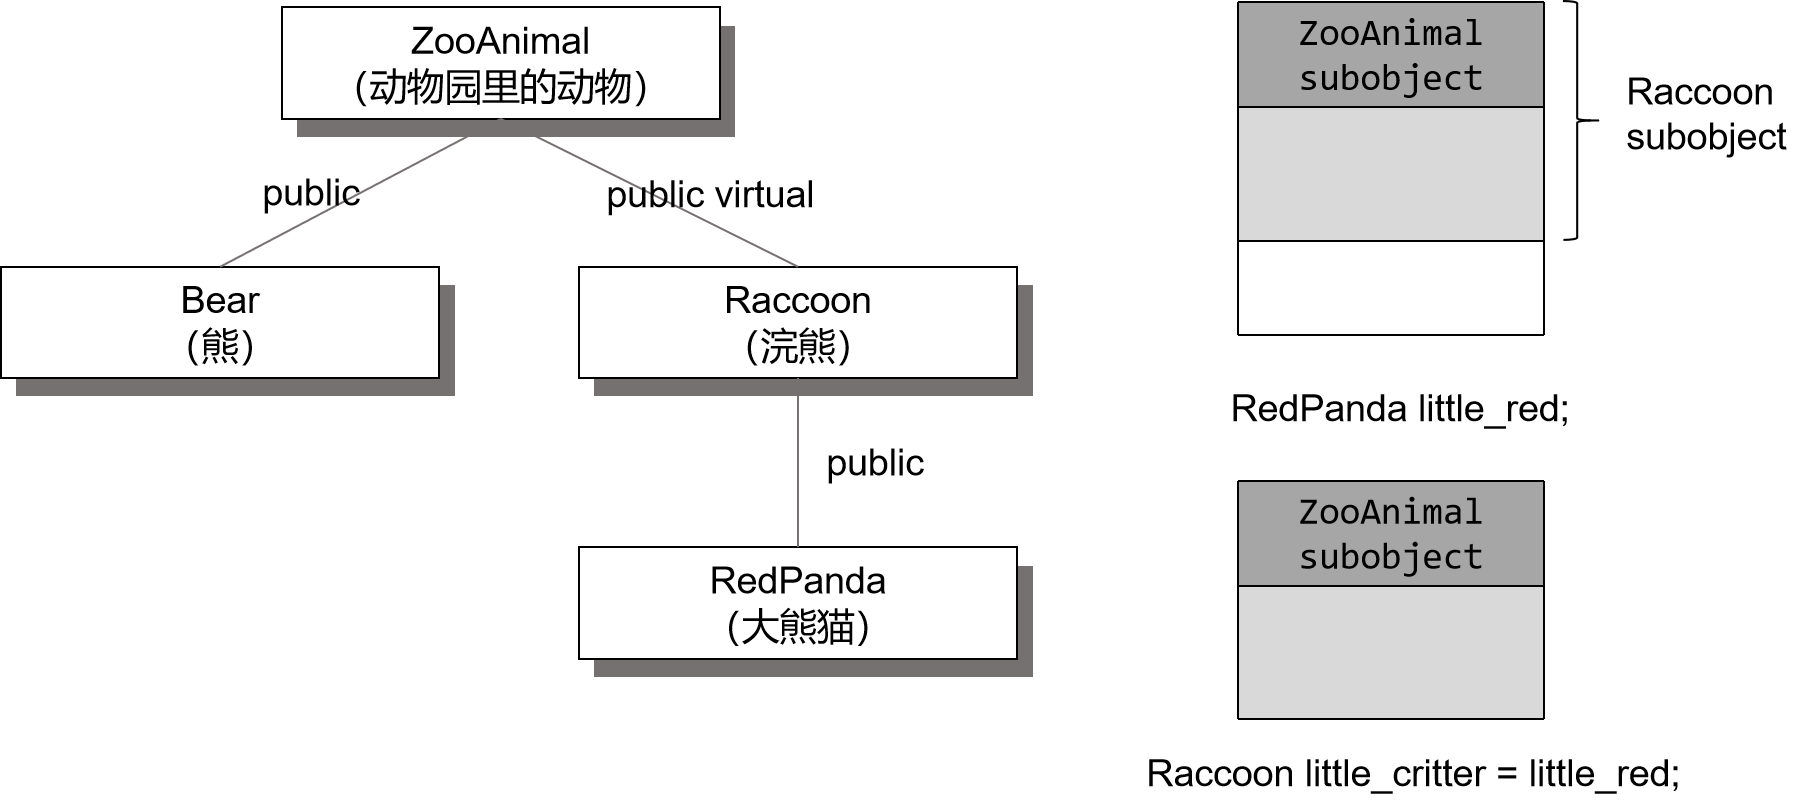 ZooAnimal
（动物园里的动物）
public
public virtual
Bear
（熊）
Raccoon
（浣熊）
public
RedPanda
（大熊猫）
ZooAnimal
subobject
Raccoon
subobject
RedPanda little_red;
ZooAnimal
subobject
Raccoon little_critter = little_red;